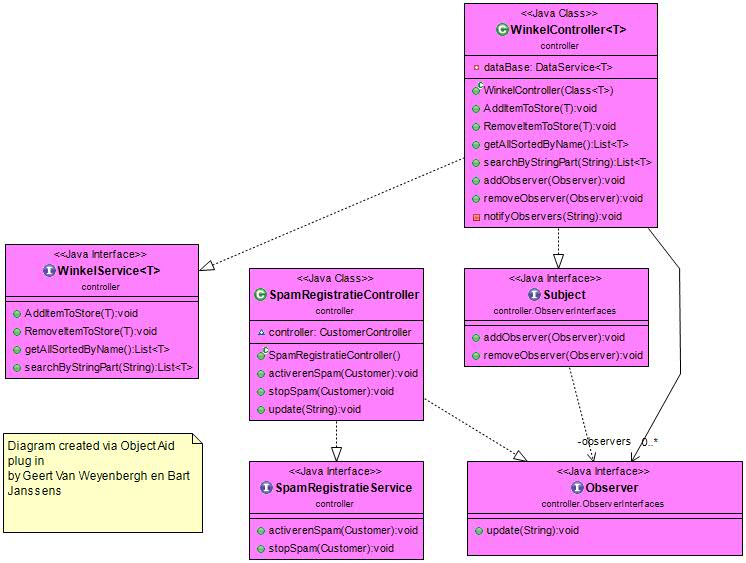 <<Java Class>>
C WinkelController<T>
controller
dataBase: DataService<T>
C WinkelController(Class<T>)
AddItemToStore(T):void
RemoveItemToStore(T):void
getAllSortedByName():List<T>
searchByStringPart(String):List<T>
addObserver(Observer):void
removeObserver(Observer):void
notifyObservers(String):void
<<Java Interface>>
I WinkelService<T>
controller
AddItemToStore(T):void
RemoveItemToStore(T):void
getAllSortedByName():List<T>
searchByStringPart(String):List<T>
<<Java Class>>
C SpamRegistratieController
controller
controller: CustomerController
C SpamRegistratieController()
activerenSpam(Customer):void
stopSpam(Customer):void
update(String):void
<<Java Interface>>
I Subject
controller.ObserverInterfaces
addObserver(Observer):void
removeObserver(Observer):void
-observers 0..*
Diagram created via ObjectAid
plug in
by Geert Van Weyenbergh en Bart
Janssens
<<Java Interface>>
I SpamRegistratieService
controller
activerenSpam(Customer):void
stopSpam(Customer):void
<<Java Interface>>
I Observer
controller.ObserverInterfaces
update(String):void